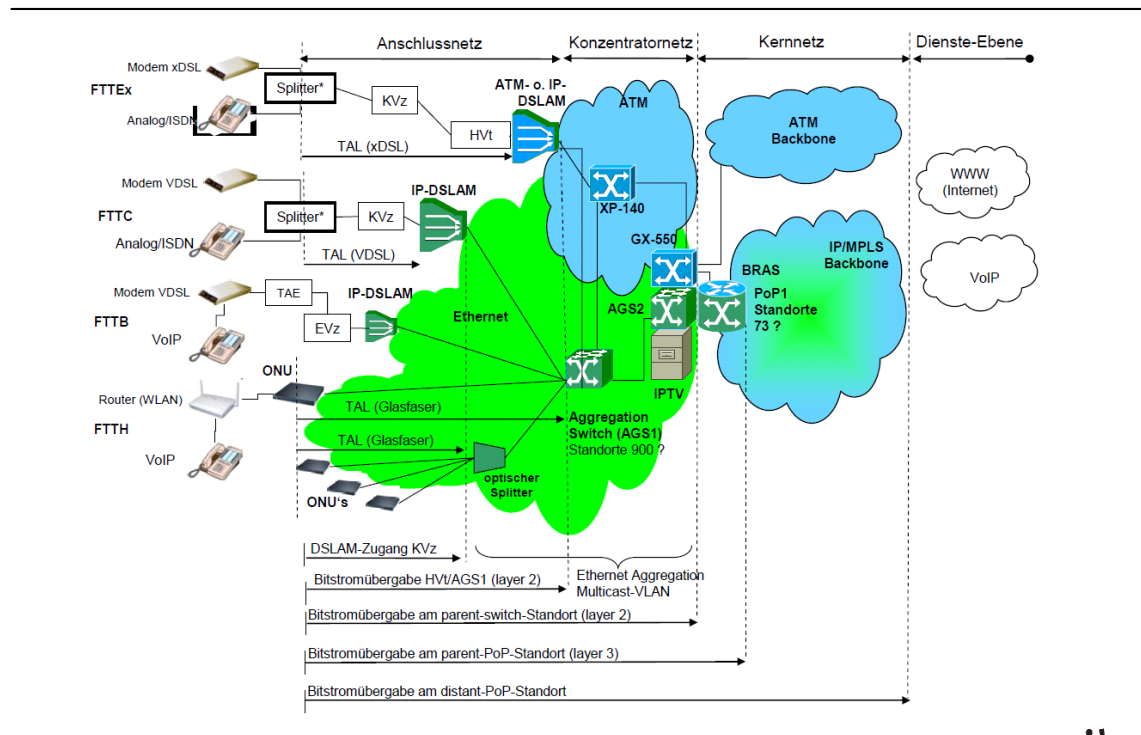 Anschlussnetz
Konzentratornetz
Kernnetz
Dienste-Ebene
Modem xDSL
FTTEx
Splitter*
Analog/ISDN
KVz
HVt
ATM- o. IP-
DSLAM
ATM
ATM
Backbone
TAL (xDSL)
Modem VDSL
FTTC
Splitter*
KVz
IP-DSLAM
Analog/ISDN
TAL (VDSL)
XP-140
GX-550
WWW
(Internet)
IP/MPLS
Backbone
BRAS
PoP1
Standorte
73 ?
VoIP
Modem VDSL
TAE
IP-DSLAM
FTTB
EVz
VoIP
Ethernet
AGS2
IPTV
ONU
Router (WLAN)
TAL (Glasfaser)
FTTH
TAL (Glasfaser)
VoIP
Aggregation
Switch (AGS1)
Standorte 900 ?
optischer
Splitter
ONU's
DSLAM-Zugang KVz
Bitstromübergabe HVt/AGS1 (layer 2)
Ethernet Aggregation
Multicast-VLAN
Bitstromübergabe am parent-switch-Standort (layer 2)
Bitstromübergabe am parent-PoP-Standort (layer 3)
Bitstromübergabe am distant-PoP-Standort